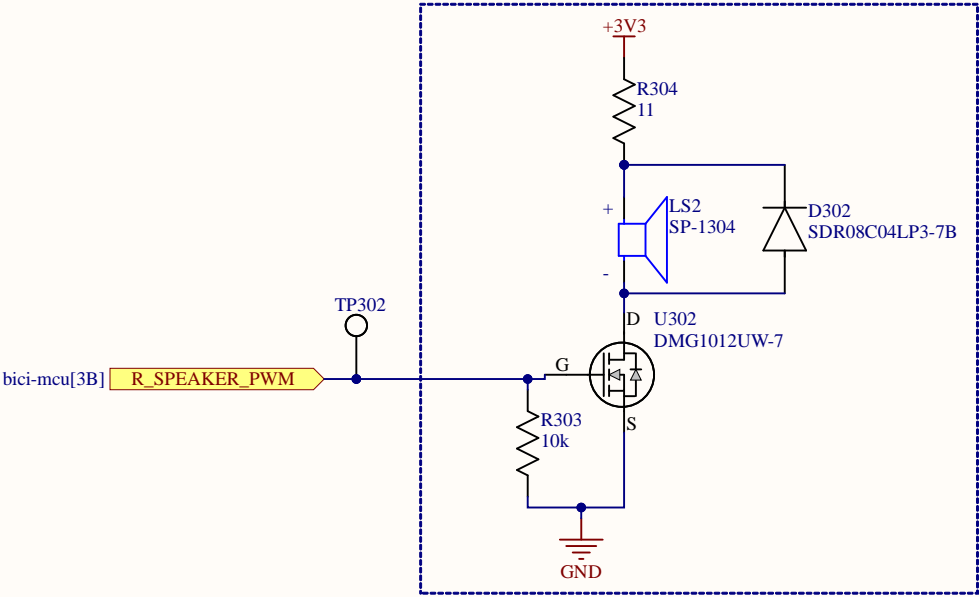 +3V3
R304
11
+
LS2
SP-1304
-
D302
SDR08C04LP3-7B
TP302
D
U302
DMG1012UW-7
bici-mcu[3B]
R_SPEAKER_PWM
G
S
R303
10k
GND